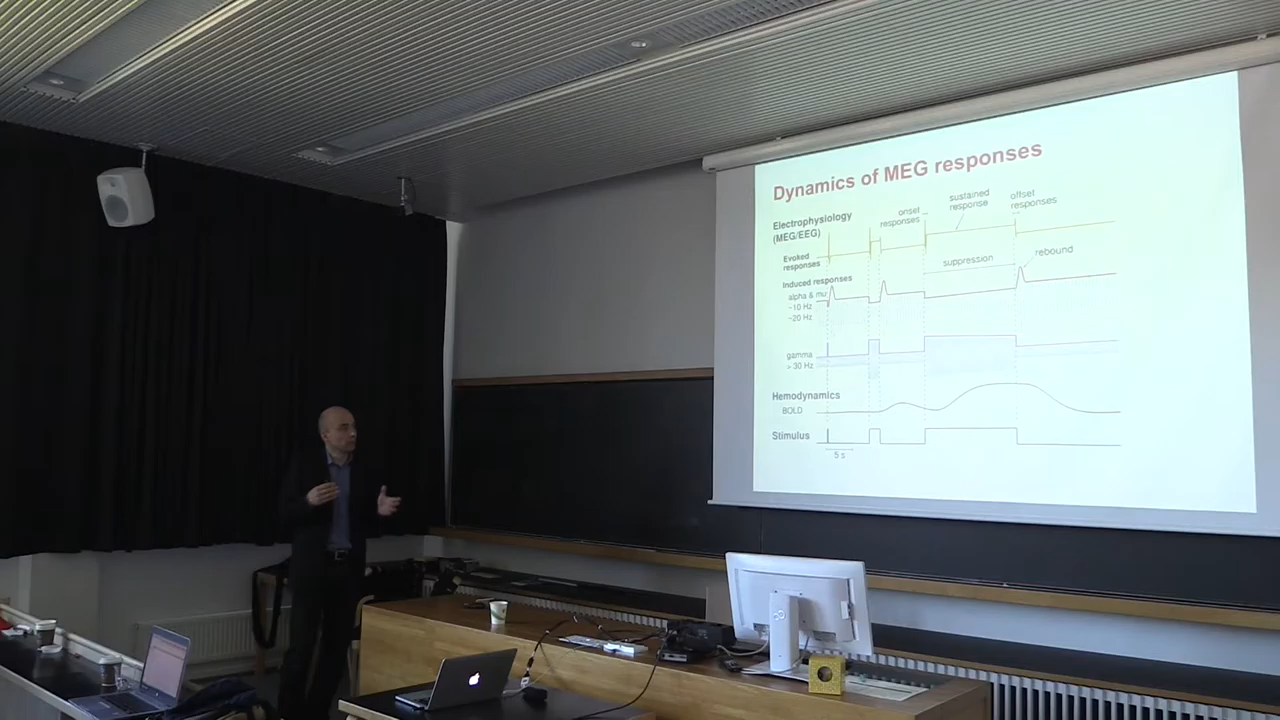 Dynamics of MEG responses
Electrophysiology
(MEG/EEG)
onset
responses
sustained
response
offset
responses
Evoked
responses
suppression
rebound
Induced responses
alpha & mu
~10 Hz
~20 Hz
gamma
> 30 Hz
Hemodynamics
BOLD
Stimulus
5 s